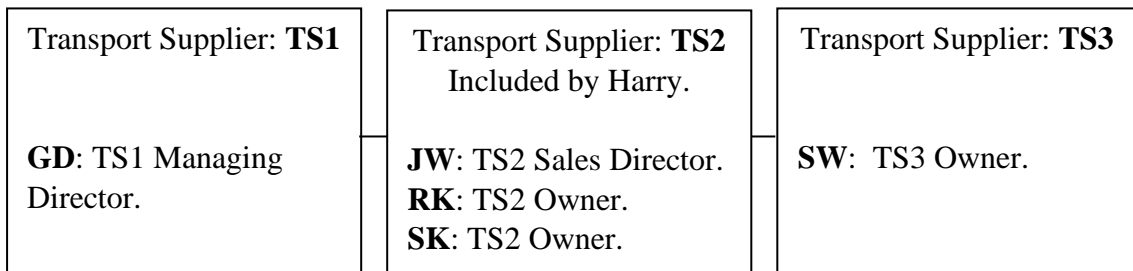 Transport Supplier: TS1
GD: TS1 Managing
Director.
Transport Supplier: TS2
Included by Harry.
JW: TS2 Sales Director.
RK: TS2 Owner.
SK: TS2 Owner.
Transport Supplier: TS3
SW: TS3 Owner.